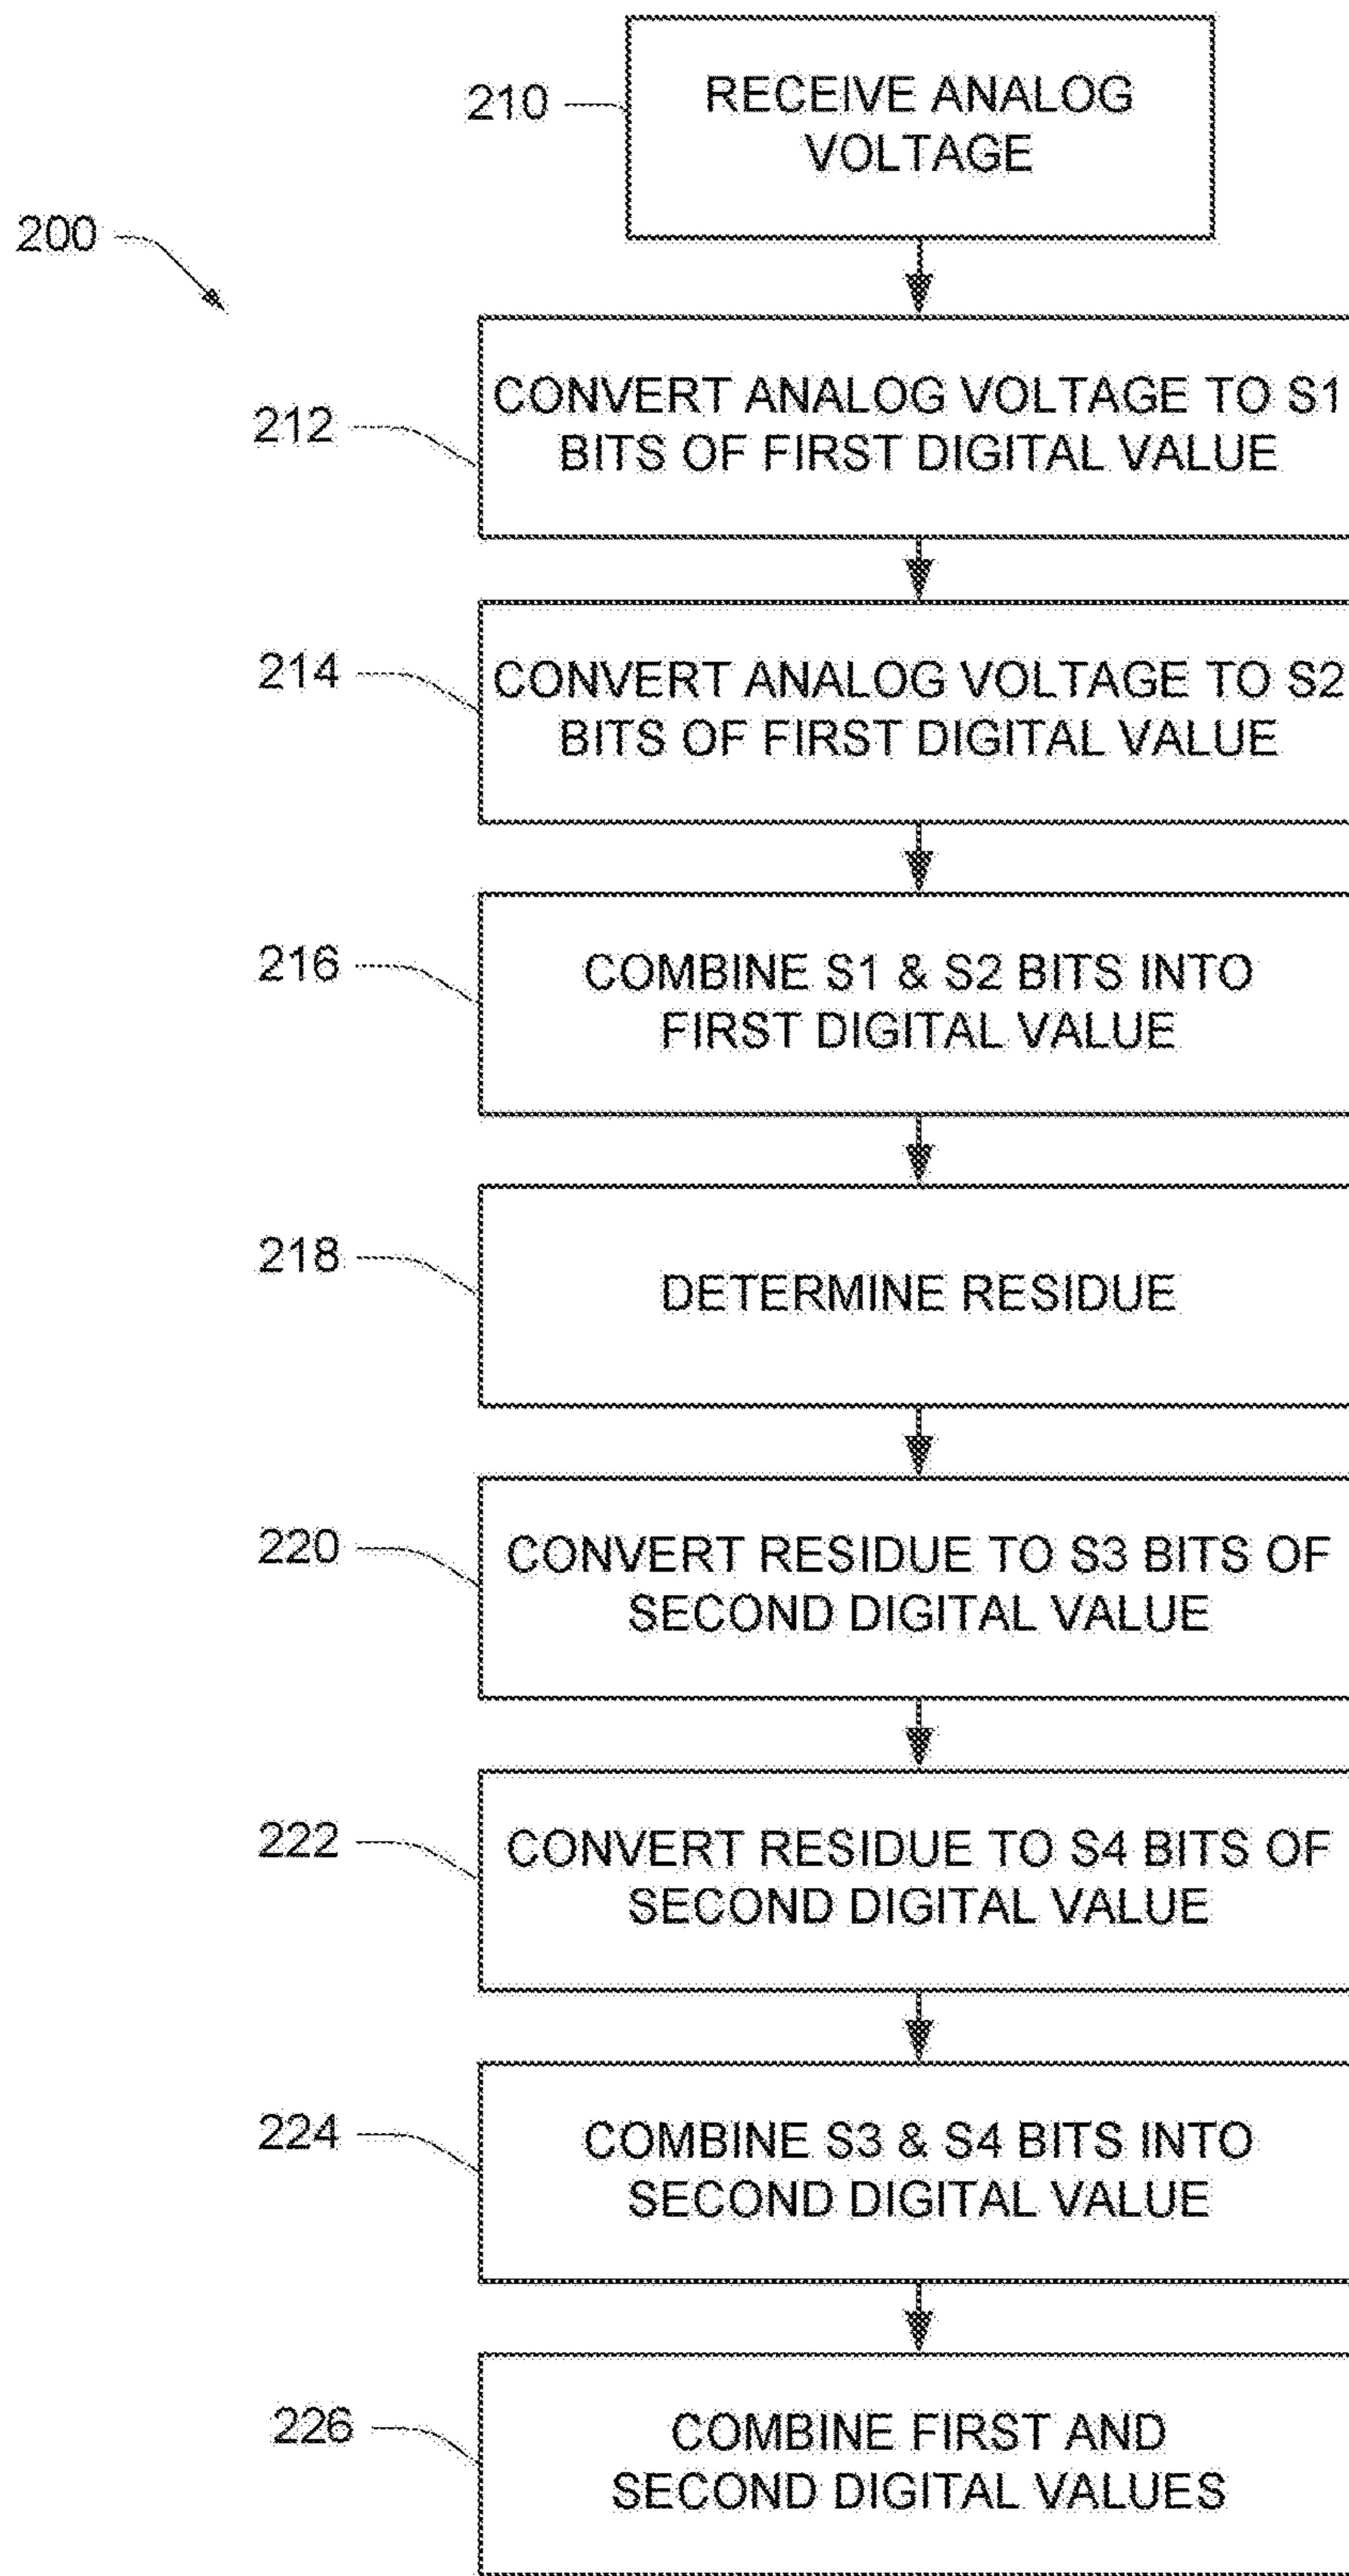 210
RECEIVE ANALOG
VOLTAGE
200
212
CONVERT ANALOG VOLTAGE TO S1
BITS OF FIRST DIGITAL VALUE
214
CONVERT ANALOG VOLTAGE TO S2
BITS OF FIRST DIGITAL VALUE
216
COMBINE S1 & S2 BITS INTO
FIRST DIGITAL VALUE
218
DETERMINE RESIDUE
220
CONVERT RESIDUE TO S3 BITS OF
SECOND DIGITAL VALUE
222
CONVERT RESIDUE TO S4 BITS OF
SECOND DIGITAL VALUE
224
COMBINE S3 & S4 BITS INTO
SECOND DIGITAL VALUE
226
COMBINE FIRST AND
SECOND DIGITAL VALUES